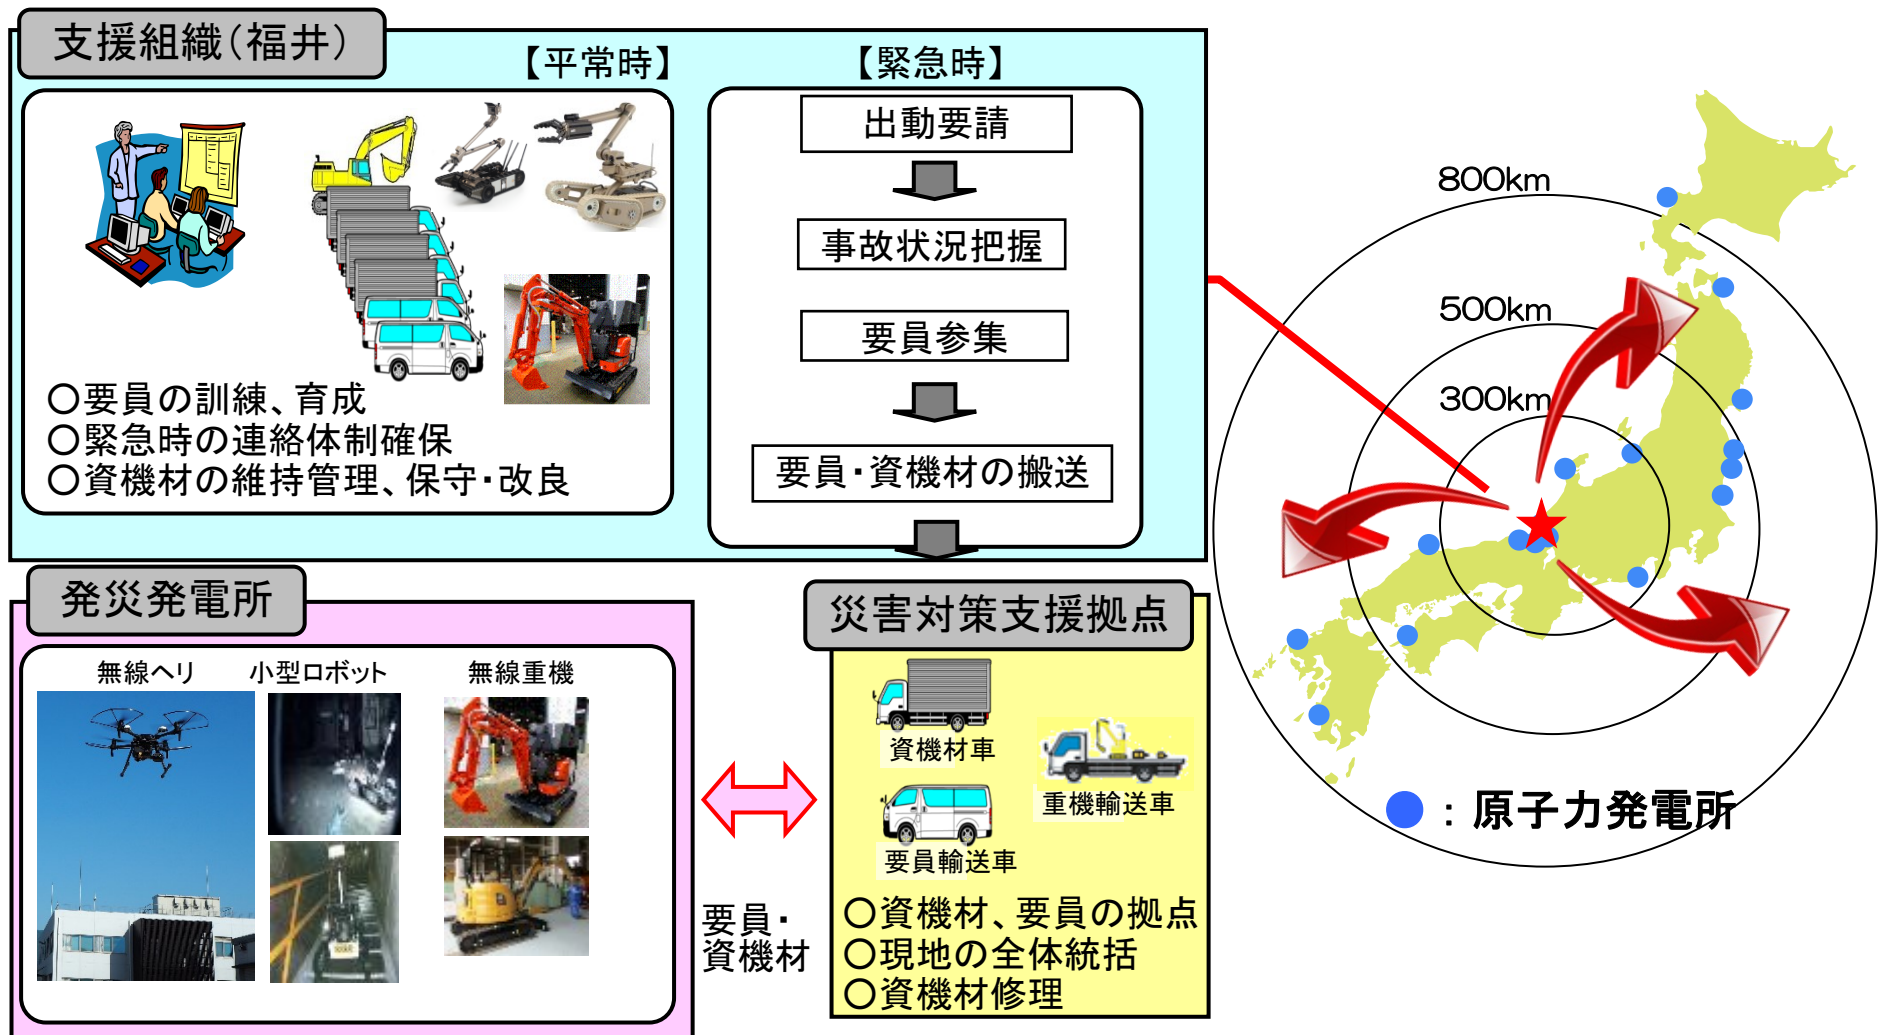 支援組織(福井)
【平常時】
【緊急時】
○要員の訓練、育成
○緊急時の連絡体制確保
○資機材の維持管理、保守・改良
出動要請
事故状況把握
要員参集
要員・資機材の搬送
発災発電所
無線ヘリ
小型ロボット
無線重機
要員・
資機材
災害対策支援拠点
資機材車
重機輸送車
要員輸送車
○資機材、要員の拠点
○現地の全体統括
○資機材修理
800km
500km
300km
:原子力発電所